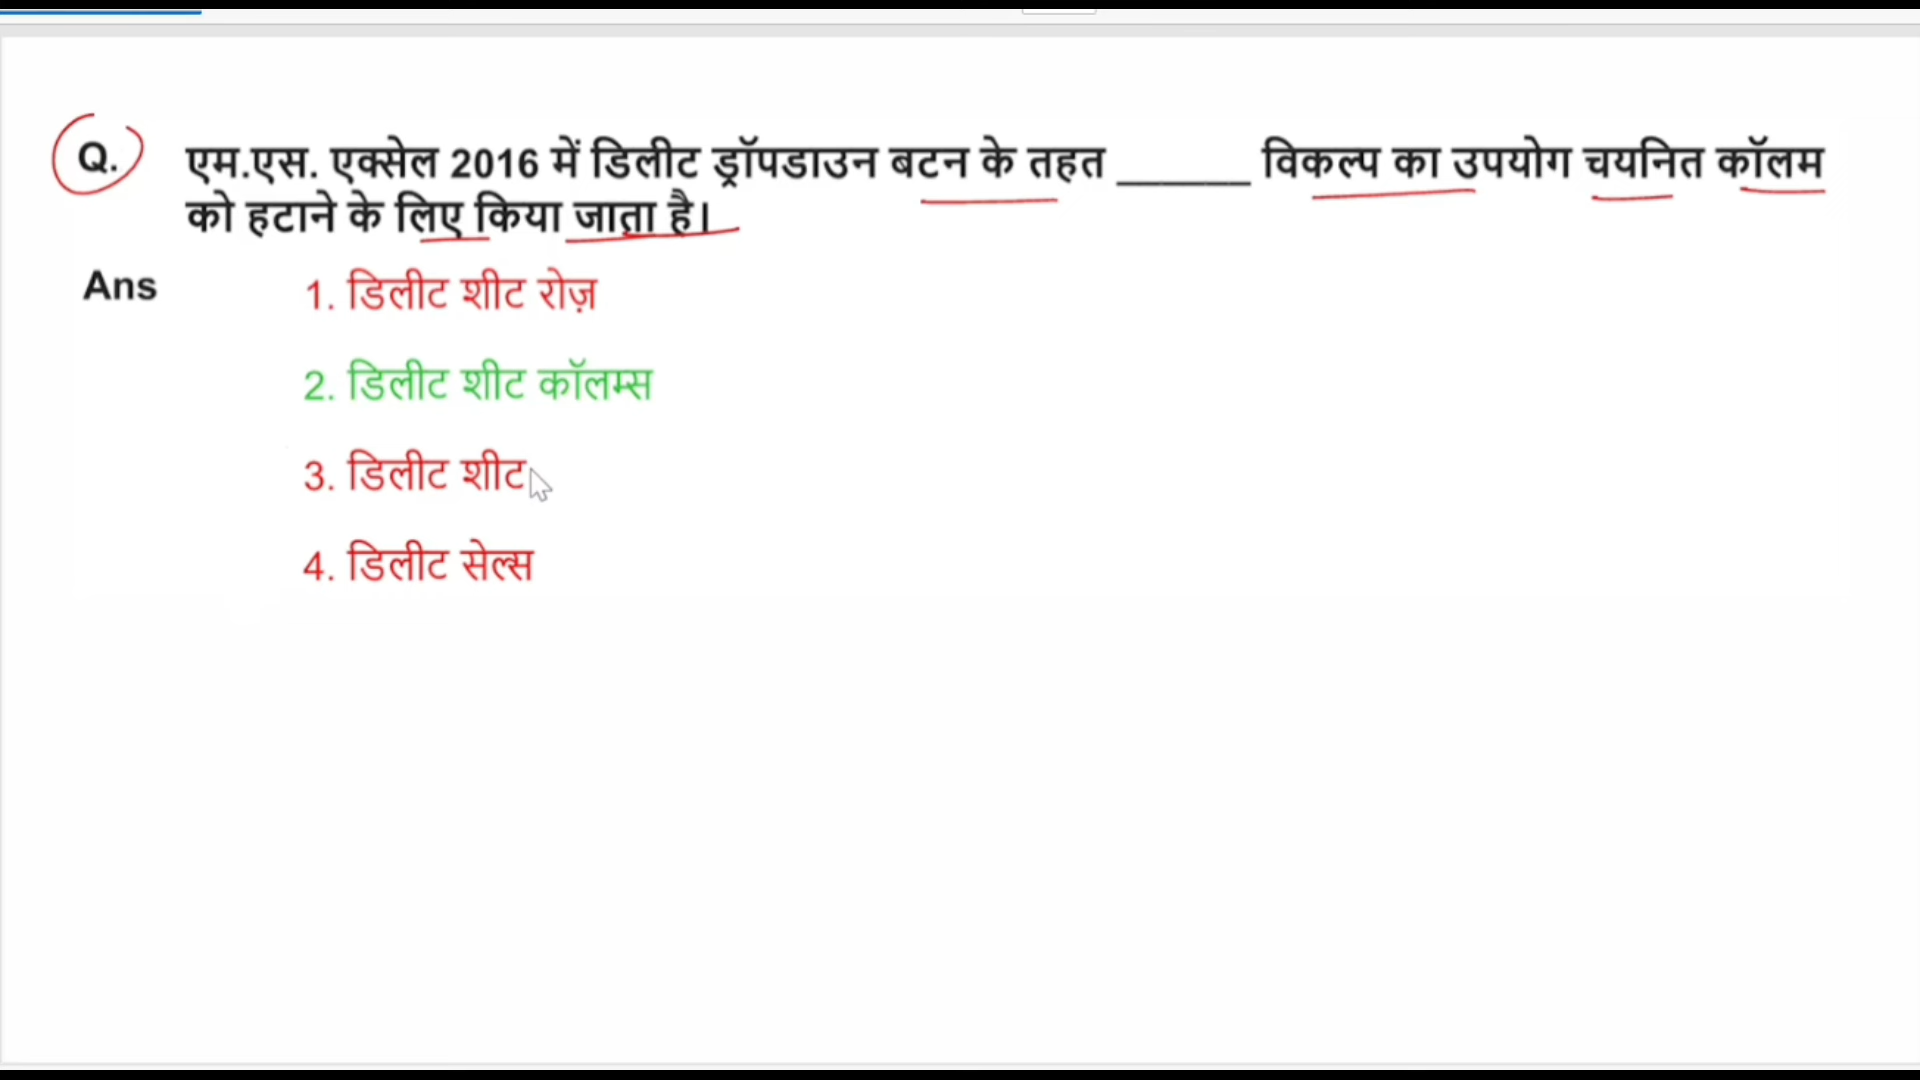 Q. एम.एस. एक्सेल 2016 में डिलीट ड्रॉपडाउन बटन के तहत ______ विकल्प का उपयोग चयनित कॉलम
को हटाने के लिए किया जाता है।
Ans 1. डिलीट शीट रोज़
2. डिलीट शीट कॉलम्स
3. डिलीट शीट
4. डिलीट सेल्स